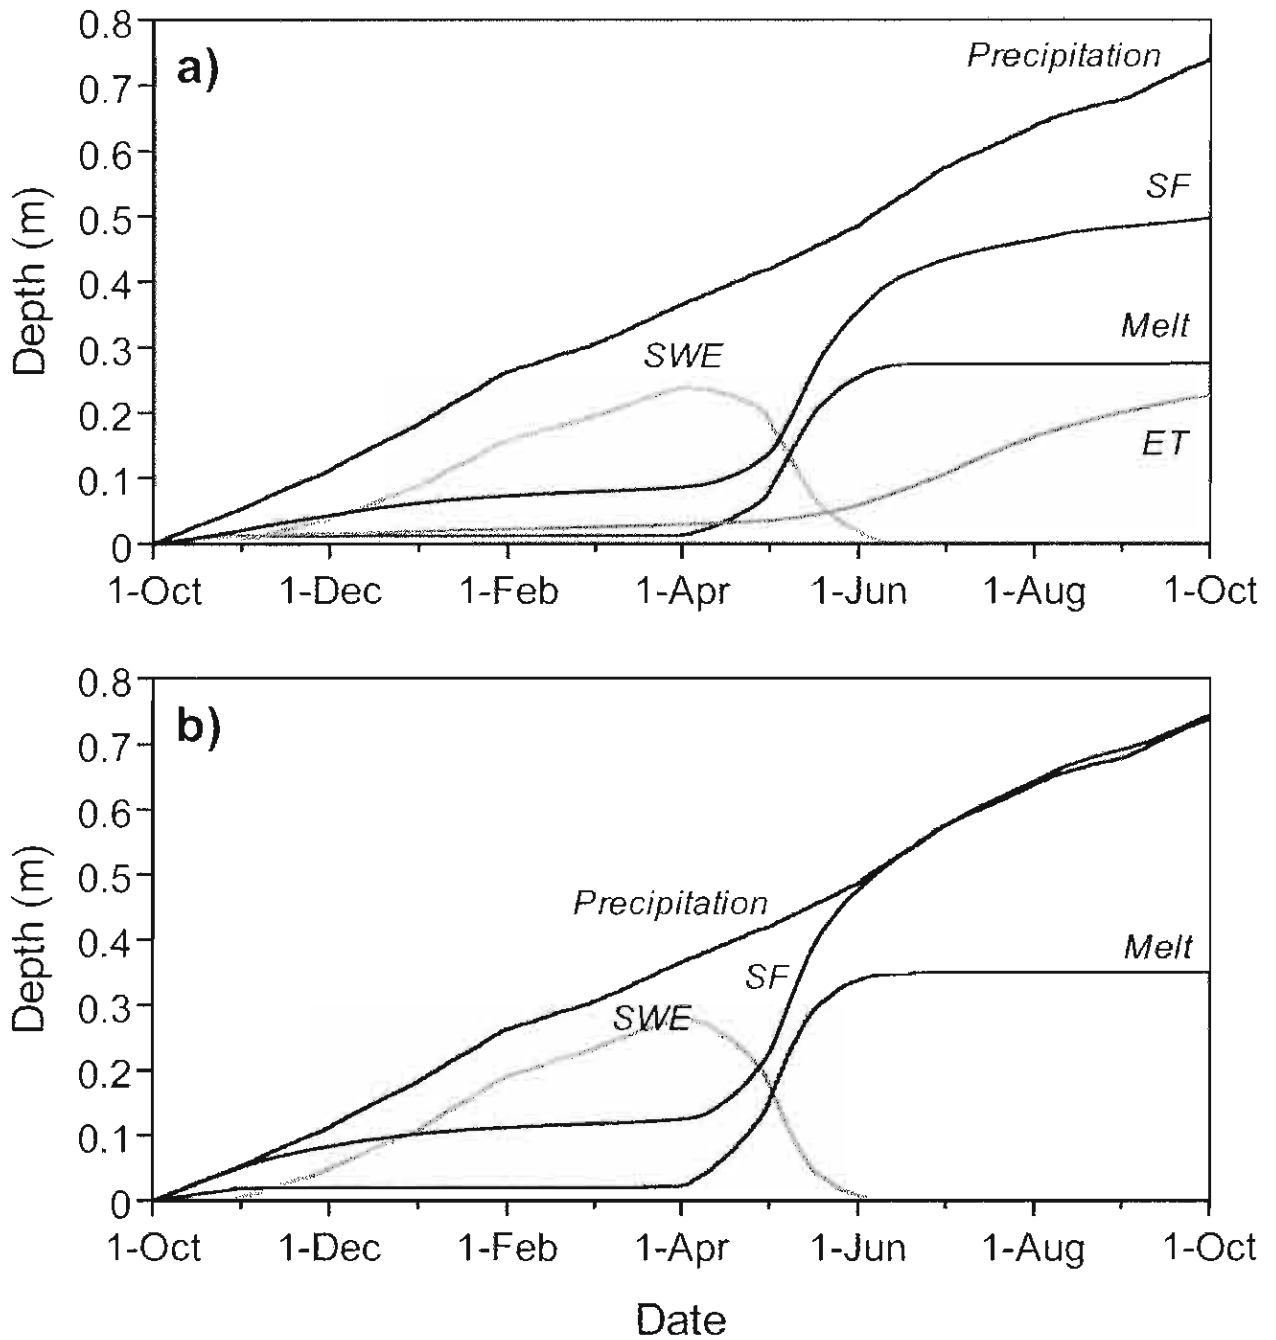 a)
0.8
0.7
0.6
0.5
0.4
0.3
0.2
0.1
0
Depth (m)
Precipitation
SF
Melt
SWE
ET
1-Oct 1-Dec 1-Feb 1-Apr 1-Jun 1-Aug 1-Oct
b)
0.8
0.7
0.6
0.5
0.4
0.3
0.2
0.1
0
Depth (m)
Precipitation
Melt
SF
SWE
1-Oct 1-Dec 1-Feb 1-Apr 1-Jun 1-Aug 1-Oct
Date